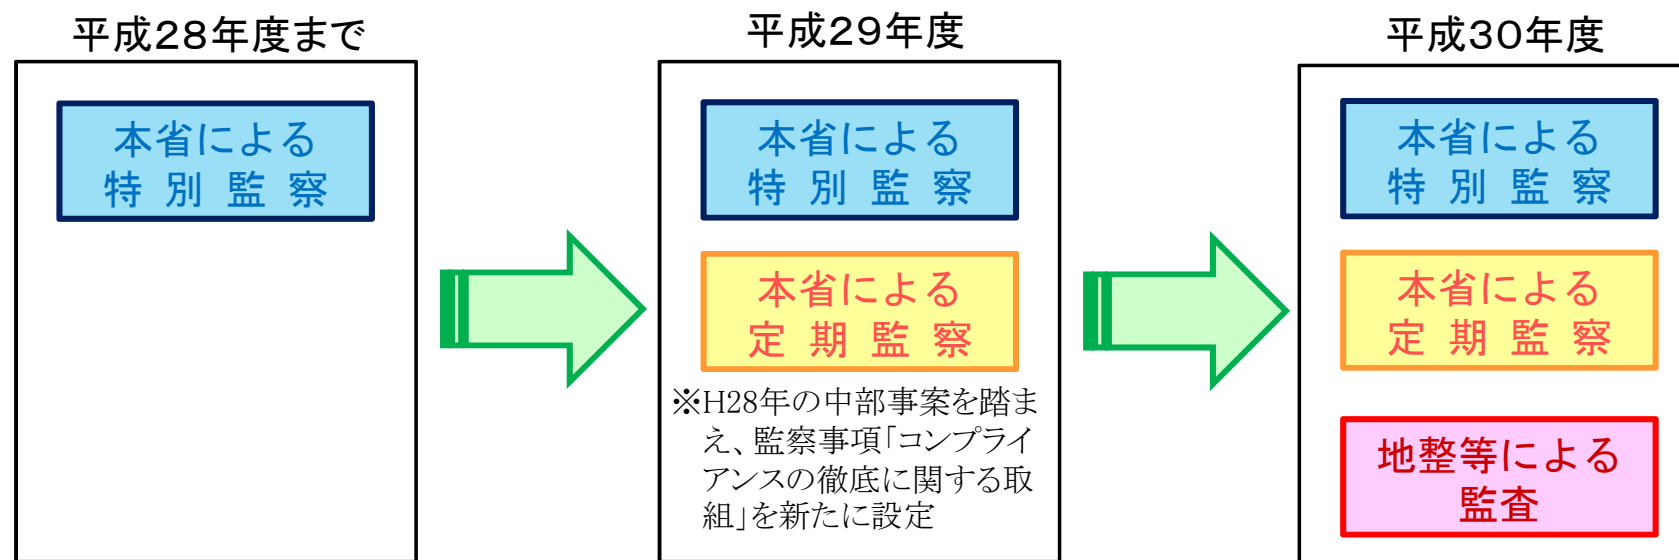 平成28年度まで
本省による
特別監察
平成29年度
本省による
特別監察
本省による
定期監察
※H28年の中部事案を踏ま
え、監察事項「コンプライ
アンスの徹底に関する取
組」を新たに設定
平成30年度
本省による
特別監察
本省による
定期監察
地整等による
監査